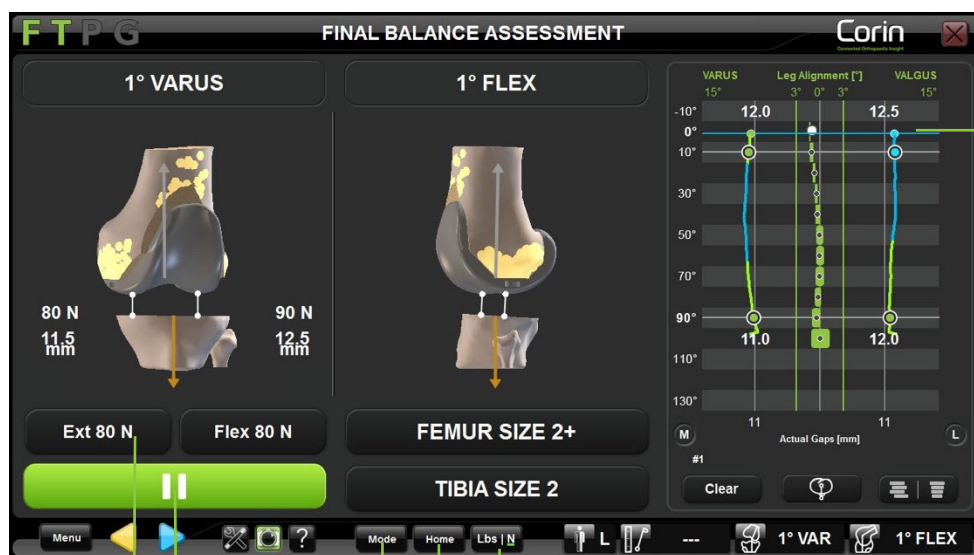 FTPG
FINAL BALANCE ASSESSMENT
Corin
Connected Orthopaedic Insight
1° VARUS
1° FLEX
VARUS Leg Alignment [°] VALGUS
15° 3° 0° 3° 15°
-10°
12.0 12.5
0°
10°
30°
50°
70°
90°
11.0 12.0
110°
130°
11 11
M Actual Gaps [mm] L
#1
80 N 90 N
11.5 12.5
mm mm
Ext 80 N Flex 80 N
FEMUR SIZE 2+
TIBIA SIZE 2
Clear
Menu
?
Mode Home Lbs | N
L --- 1° VAR 1° FLEX